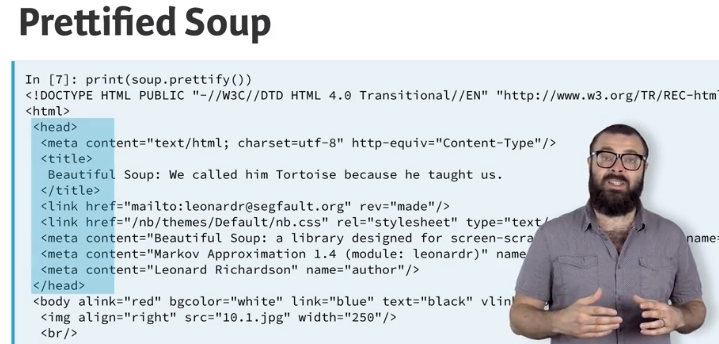 Prettified Soup
In [7]: print(soup.prettify())
<!DOCTYPE HTML PUBLIC "-//W3C//DTD HTML 4.0 Transitional//EN" "http://www.w3.org/TR/REC-html
<html>
<head>
<meta content="text/html; charset=utf-8" http-equiv="Content-Type"/>
<title>
Beautiful Soup: We called him Tortoise because he taught us.
</title>
<link href="mailto:leonardr@segfault.org" rev="made"/>
<link href="/nb/themes/Default/nb.css" rel="stylesheet" type="text/
<meta content="Beautiful Soup: a library designed for screen-scra name=
<meta content="Markov Approximation 1.4 (module: leonardr)" name
<meta content="Leonard Richardson" name="author"/>
</head>
<body alink="red" bgcolor="white" link="blue" text="black" vlin
<img align="right" src="10.1.jpg" width="250"/>
<br/>